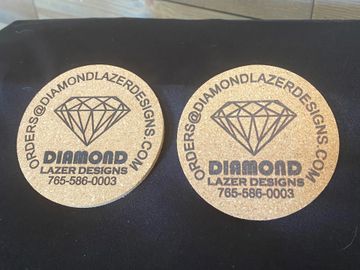 ORDERS@DIAMONDLAZERDESIGNS.COM
DIAMOND
LAZER DESIGNS
765-586-0003
ORDERS@DIAMONDLAZERDESIGNS.COM
DIAMOND
LAZER DESIGNS
765-586-0003